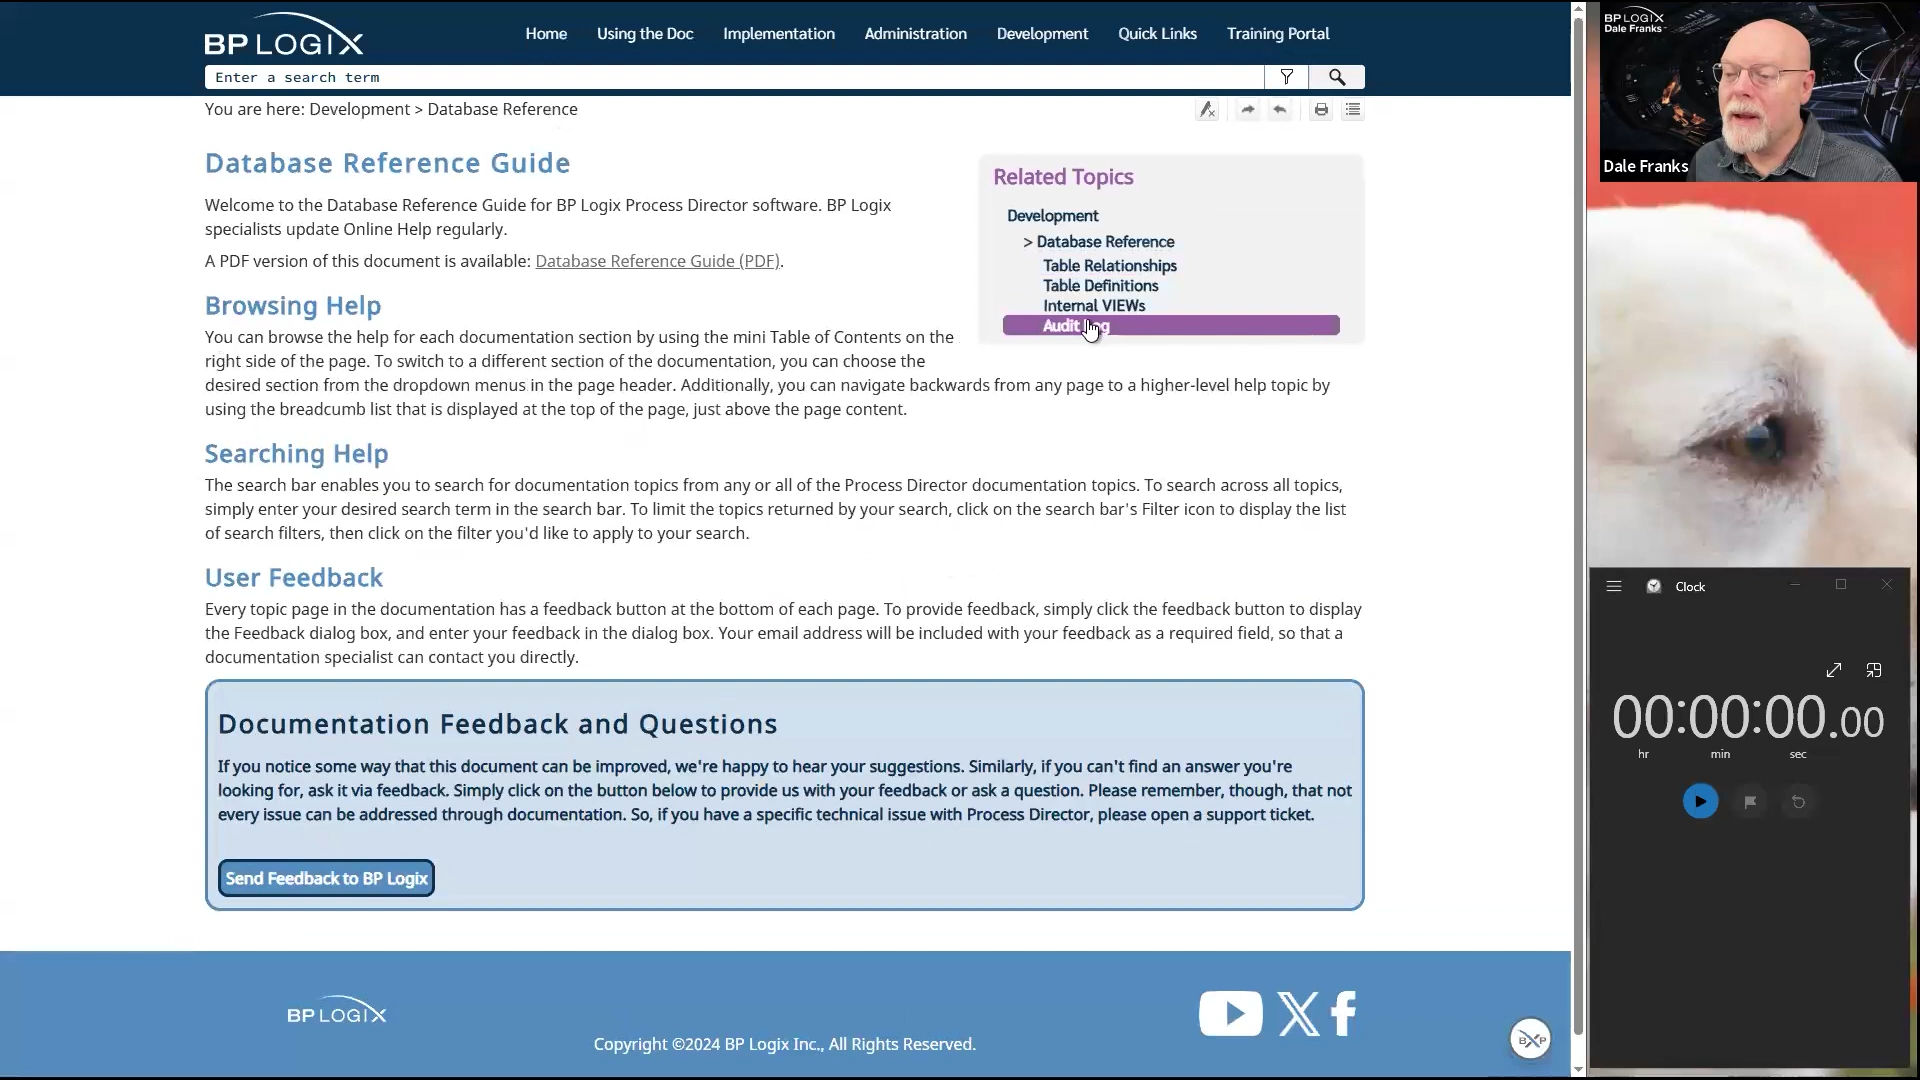 BP LOGIX
Home Using the Doc Implementation Administration Development Quick Links Training Portal
Enter a search term
You are here: Development > Database Reference
Database Reference Guide
Welcome to the Database Reference Guide for BP Logix Process Director software. BP Logix
specialists update Online Help regularly.
A PDF version of this document is available: Database Reference Guide (PDF).
Related Topics
Development
> Database Reference
Table Relationships
Table Definitions
Internal VIEWs
Audit Log
Browsing Help
You can browse the help for each documentation section by using the mini Table of Contents on the
right side of the page. To switch to a different section of the documentation, you can choose the
desired section from the dropdown menus in the page header. Additionally, you can navigate backwards from any page to a higher-level help topic by
using the breadcumb list that is displayed at the top of the page, just above the page content.
Searching Help
The search bar enables you to search for documentation topics from any or all of the Process Director documentation topics. To search across all topics,
simply enter your desired search term in the search bar. To limit the topics returned by your search, click on the search bar's Filter icon to display the list
of search filters, then click on the filter you'd like to apply to your search.
User Feedback
Every topic page in the documentation has a feedback button at the bottom of each page. To provide feedback, simply click the feedback button to display
the Feedback dialog box, and enter your feedback in the dialog box. Your email address will be included with your feedback as a required field, so that a
documentation specialist can contact you directly.
Documentation Feedback and Questions
If you notice some way that this document can be improved, we're happy to hear your suggestions. Similarly, if you can't find an answer you're
looking for, ask it via feedback. Simply click on the button below to provide us with your feedback or ask a question. Please remember, though, that not
every issue can be addressed through documentation. So, if you have a specific technical issue with Process Director, please open a support ticket.
Send Feedback to BP Logix
BP LOGIX
Copyright ©2024 BP Logix Inc., All Rights Reserved.
BXP
BP LOGIX
Dale Franks
Dale Franks
Clock
00:00:00.00
hr min sec